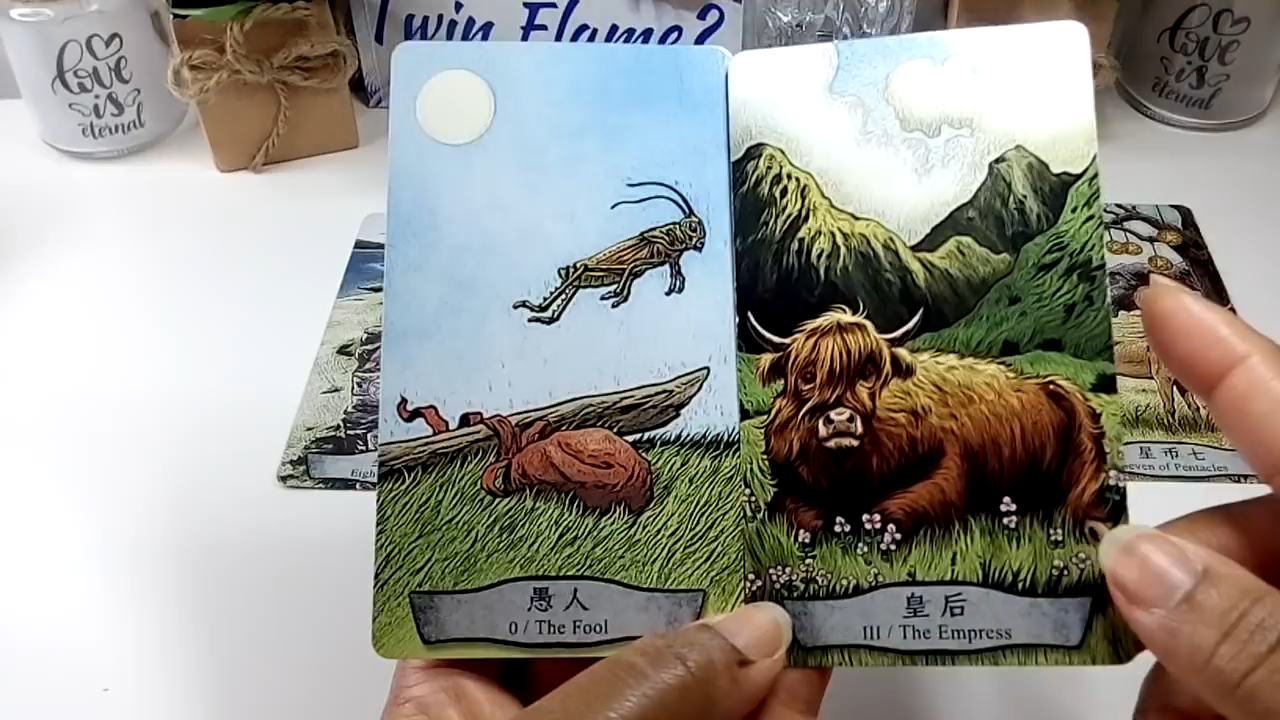 Twin Flame?
love
is
eternal
love
is
eternal
愚人
0 / The Fool
皇后
III / The Empress
星币七
Seven of Pentacles
Eigh